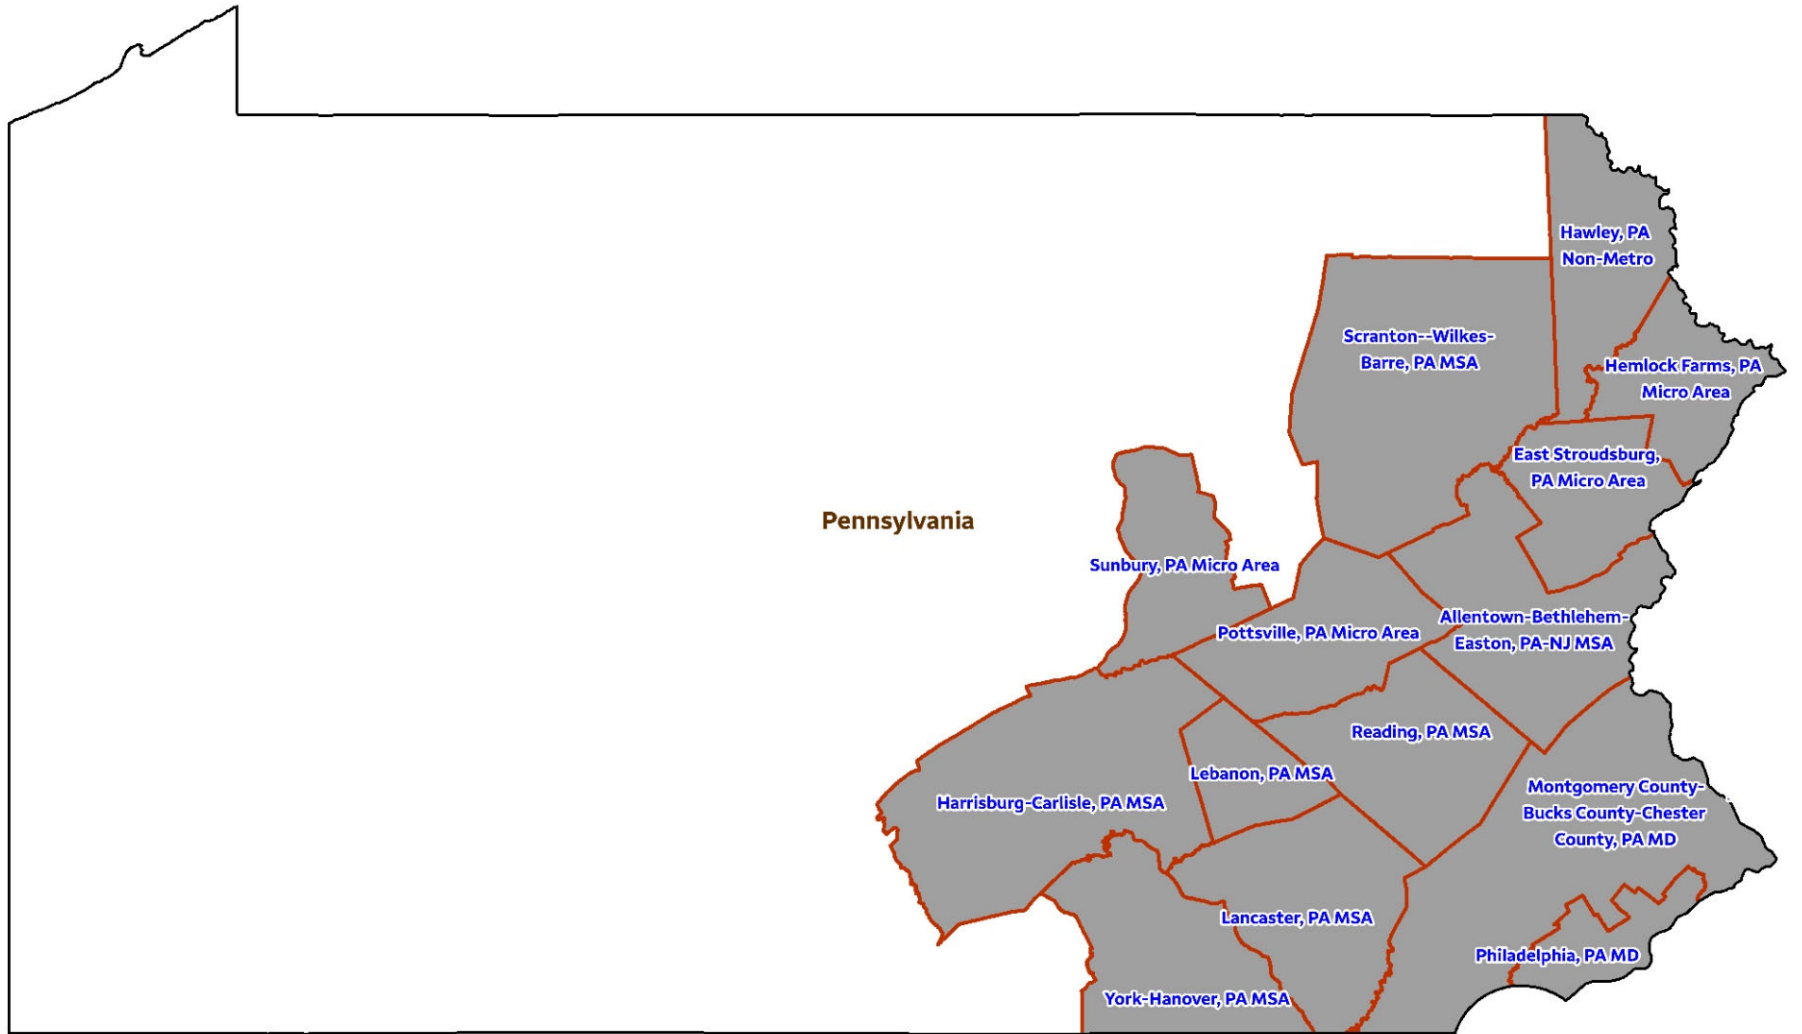 Hawley, PA
Non-Metro
Scranton--Wilkes-
Barre, PA MSA
Hemlock Farms, PA
Micro Area
East Stroudsburg,
PA Micro Area
Pennsylvania
Sunbury, PA Micro Area
Allentown-Bethlehem-
Easton, PA-NJ MSA
Pottsville, PA Micro Area
Reading, PA MSA
Lebanon, PA MSA
Montgomery County-
Bucks County-Chester
County, PA MD
Harrisburg-Carlisle, PA MSA
Lancaster, PA MSA
Philadelphia, PA MD
York-Hanover, PA MSA